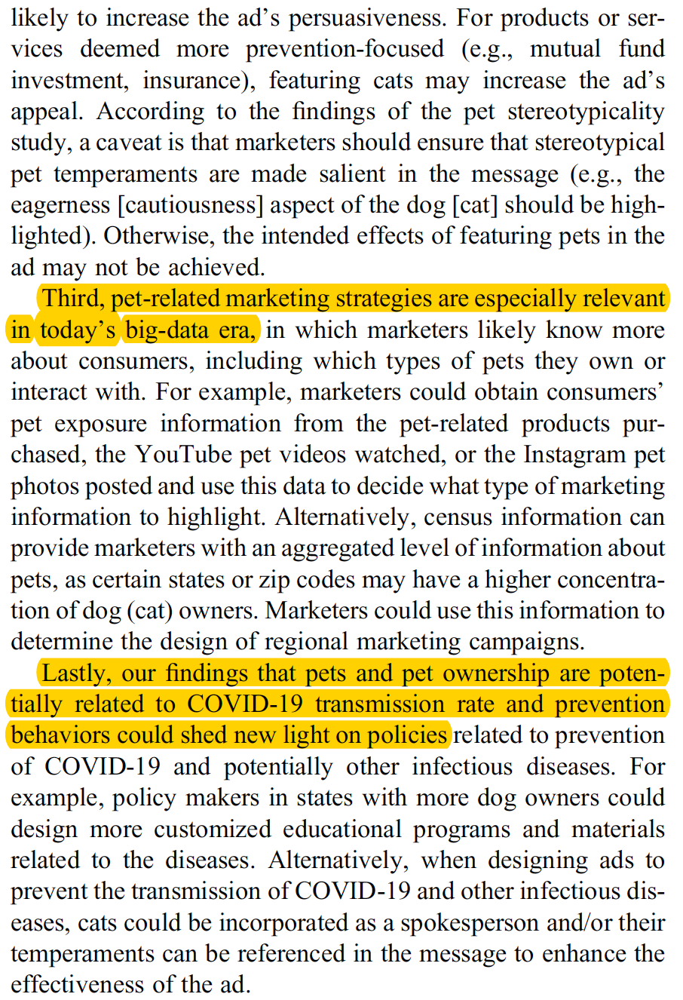 likely to increase the ad’s persuasiveness. For products or ser-
vices deemed more prevention-focused (e.g., mutual fund
investment, insurance), featuring cats may increase the ad’s
appeal. According to the findings of the pet stereotypicality
study, a caveat is that marketers should ensure that stereotypical
pet temperaments are made salient in the message (e.g., the
eagerness [cautiousness] aspect of the dog [cat] should be high-
lighted). Otherwise, the intended effects of featuring pets in the
ad may not be achieved.
Third, pet-related marketing strategies are especially relevant
in today’s big-data era, in which marketers likely know more
about consumers, including which types of pets they own or
interact with. For example, marketers could obtain consumers’
pet exposure information from the pet-related products pur-
chased, the YouTube pet videos watched, or the Instagram pet
photos posted and use this data to decide what type of marketing
information to highlight. Alternatively, census information can
provide marketers with an aggregated level of information about
pets, as certain states or zip codes may have a higher concentra-
tion of dog (cat) owners. Marketers could use this information to
determine the design of regional marketing campaigns.
Lastly, our findings that pets and pet ownership are poten-
tially related to COVID-19 transmission rate and prevention
behaviors could shed new light on policies related to prevention
of COVID-19 and potentially other infectious diseases. For
example, policy makers in states with more dog owners could
design more customized educational programs and materials
related to the diseases. Alternatively, when designing ads to
prevent the transmission of COVID-19 and other infectious dis-
eases, cats could be incorporated as a spokesperson and/or their
temperaments can be referenced in the message to enhance the
effectiveness of the ad.